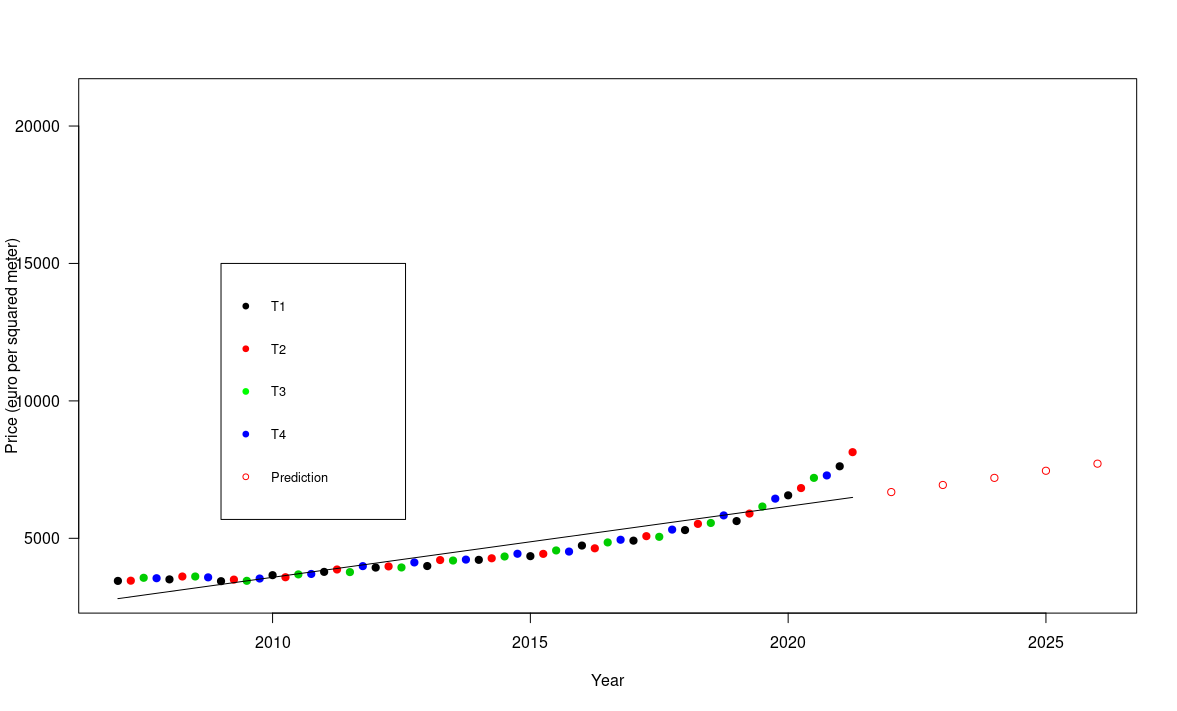 20000
15000
10000
5000
Price (euro per squared meter)
T1
T2
T3
T4
Prediction
2010
2015
2020
2025
Year